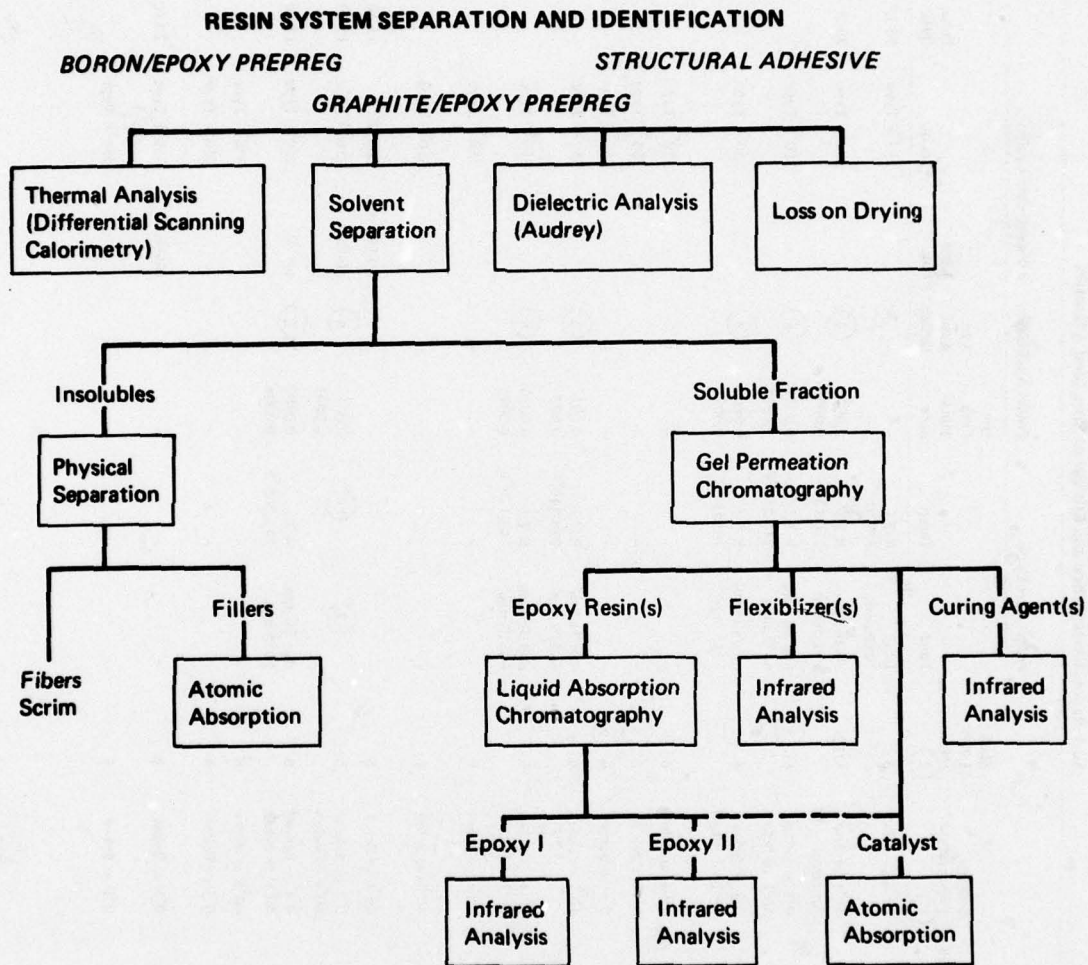 RESIN SYSTEM SEPARATION AND IDENTIFICATION
BORON/EPOXY PREPREG
STRUCTURAL ADHESIVE
GRAPHITE/EPOXY PREPREG
Thermal Analysis
(Differential Scanning
Calorimetry)
Solvent
Separation
Dielectric Analysis
(Audrey)
Loss on Drying
Insolubles
Soluble Fraction
Physical
Separation
Gel Permeation
Chromatography
Fillers
Epoxy Resin(s)
Flexiblizer(s)
Curing Agent(s)
Fibers
Scrim
Atomic
Absorption
Liquid Absorption
Chromatography
Infrared
Analysis
Infrared
Analysis
Epoxy I
Epoxy II
Catalyst
Infrared
Analysis
Infrared
Analysis
Atomic
Absorption